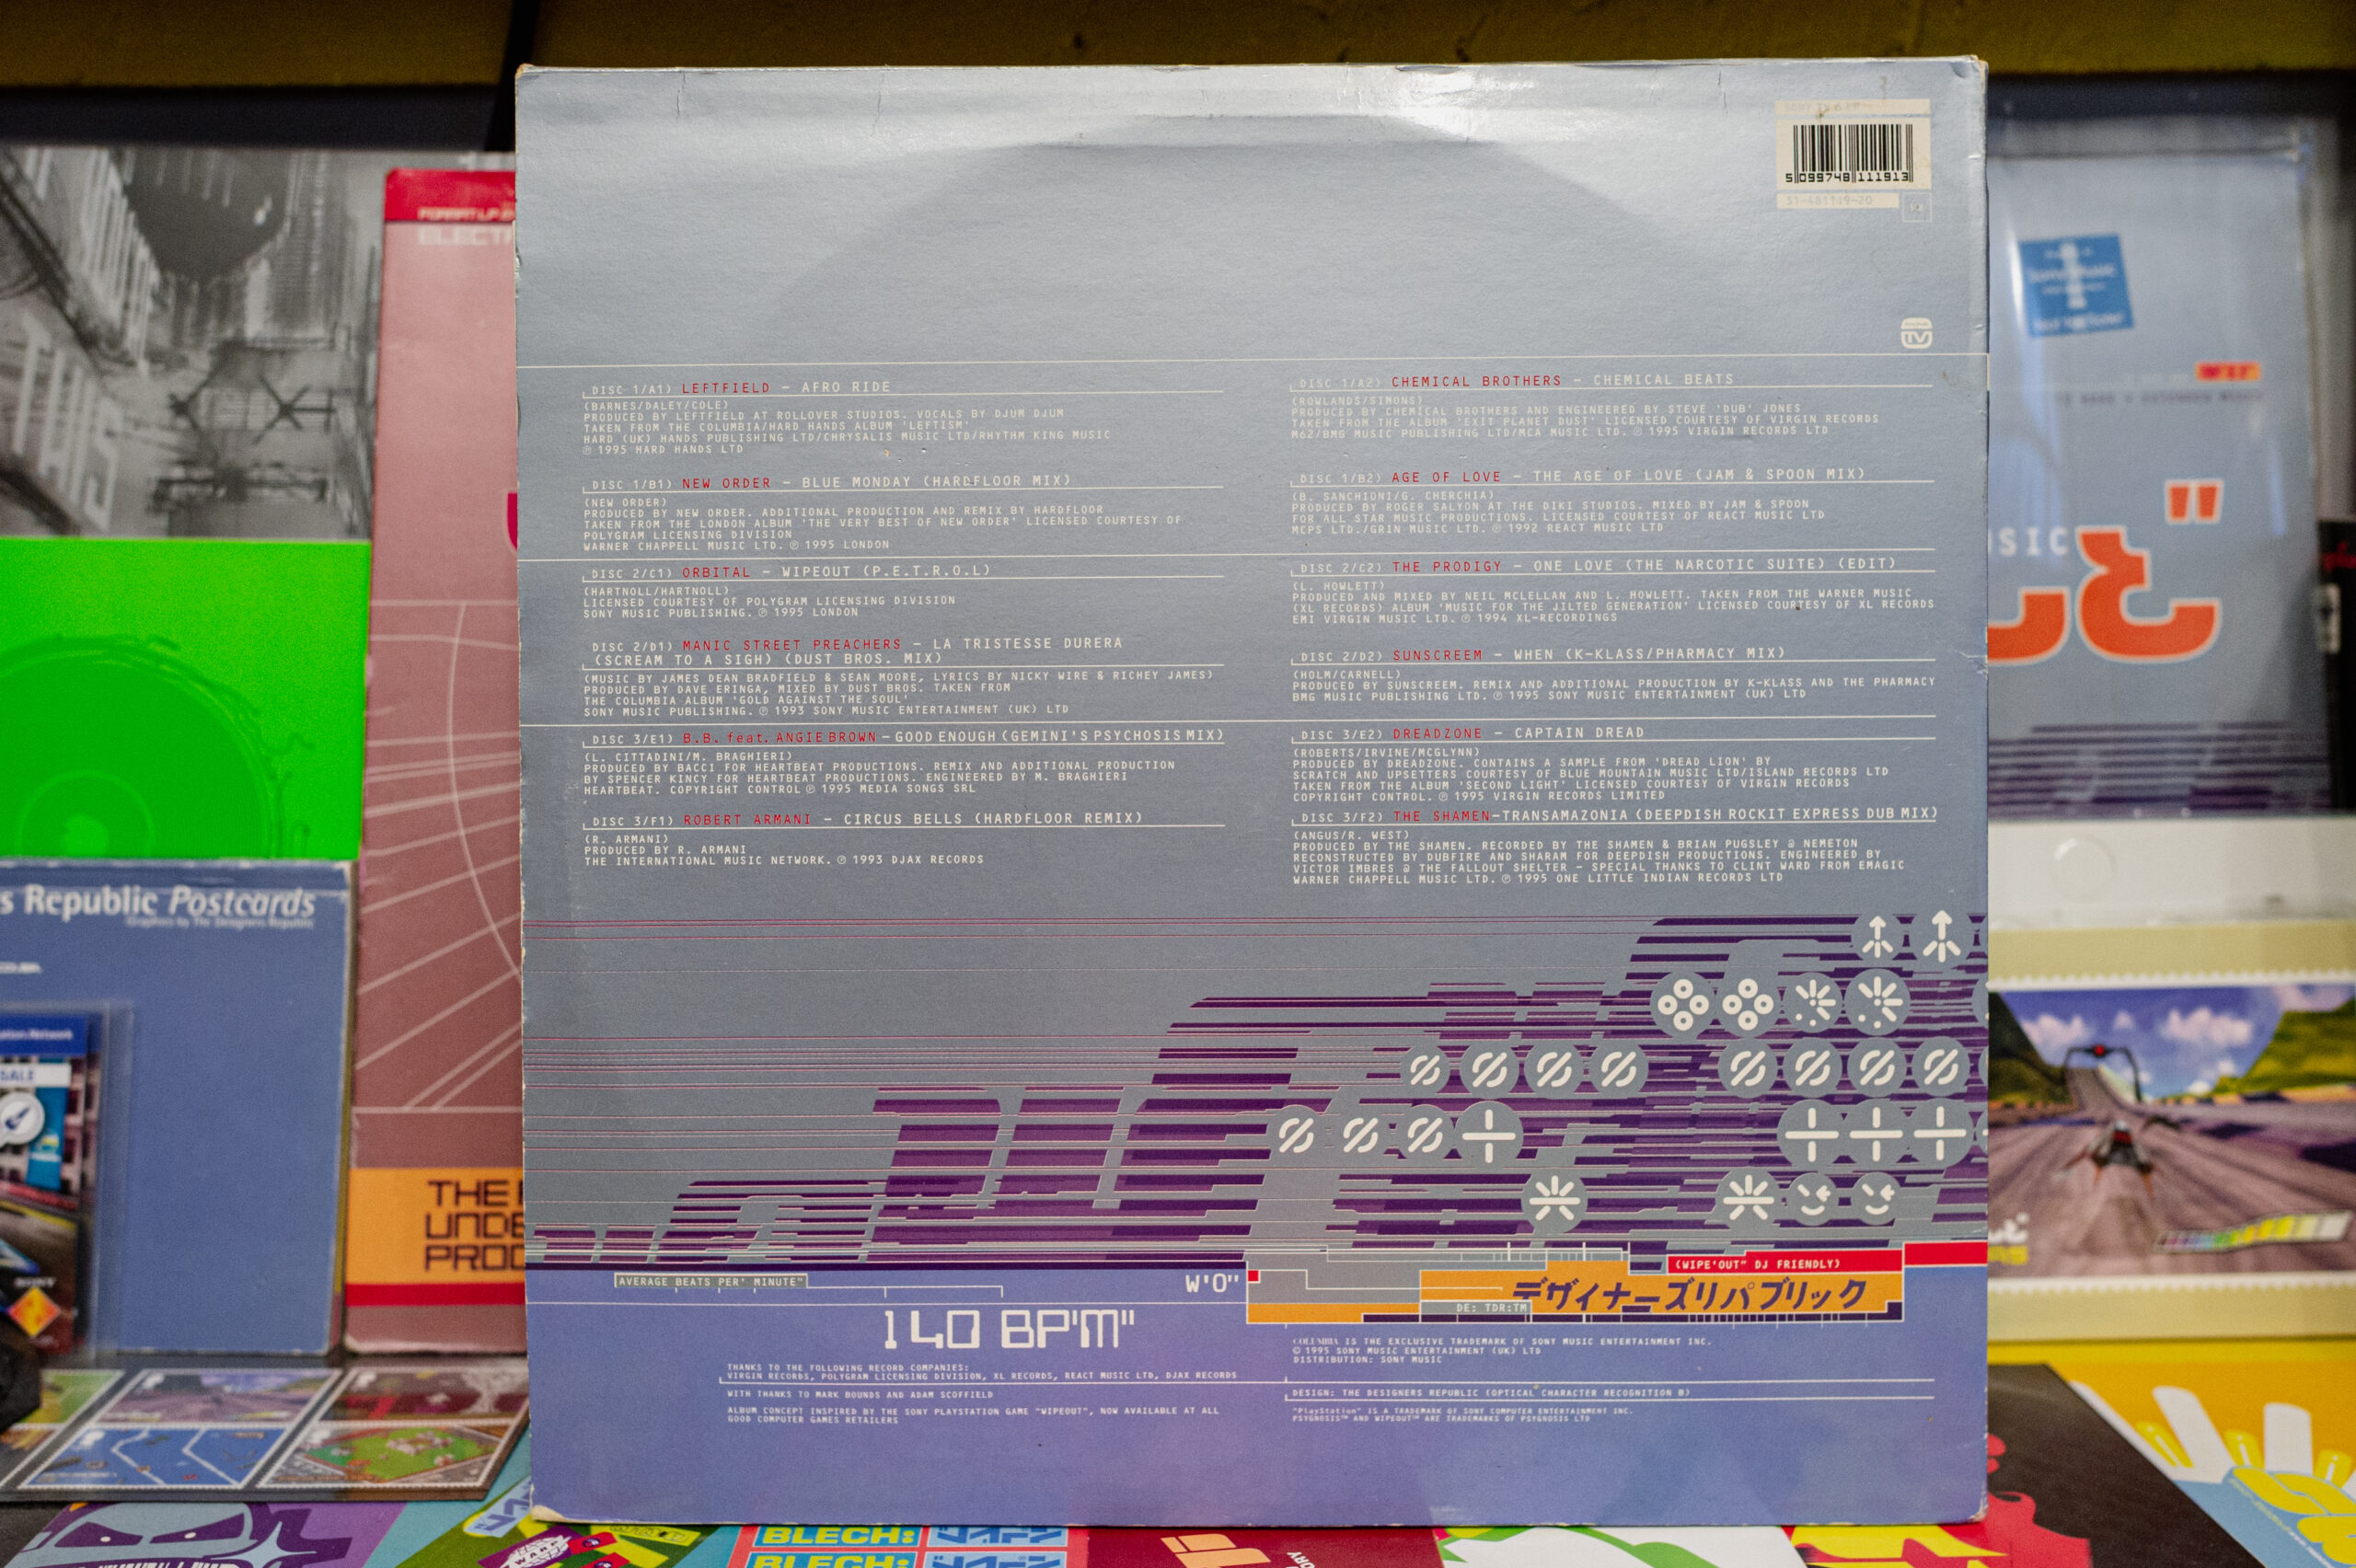 5 099748 111913
31-481119-20
TV
DISC 1/A1) LEFTFIELD – AFRO RIDE
(BARNES/DALEY/COLE)
PRODUCED BY LEFTFIELD AT ROLLOVER STUDIOS. VOCALS BY DJUM DJUM
TAKEN FROM THE COLUMBIA/HARD HANDS ALBUM 'LEFTISM'
HARD (UK) HANDS PUBLISHING LTD/CHRYSALIS MUSIC LTD/RHYTHM KING MUSIC
℗ 1995 HARD HANDS LTD
DISC 1/A2) CHEMICAL BROTHERS – CHEMICAL BEATS
(ROWLANDS/SIMONS)
PRODUCED BY CHEMICAL BROTHERS AND ENGINEERED BY STEVE 'DUB' JONES
TAKEN FROM THE ALBUM 'EXIT PLANET DUST' LICENSED COURTESY OF VIRGIN RECORDS
M62/BMG MUSIC PUBLISHING LTD/MCA MUSIC LTD. ℗ 1995 VIRGIN RECORDS LTD
DISC 1/B1) NEW ORDER – BLUE MONDAY (HARDFLOOR MIX)
(NEW ORDER)
PRODUCED BY NEW ORDER. ADDITIONAL PRODUCTION AND REMIX BY HARDFLOOR
TAKEN FROM THE LONDON ALBUM 'THE VERY BEST OF NEW ORDER' LICENSED COURTESY OF
POLYGRAM LICENSING DIVISION
WARNER CHAPPELL MUSIC LTD. ℗ 1995 LONDON
DISC 1/B2) AGE OF LOVE – THE AGE OF LOVE (JAM & SPOON MIX)
(B. SANCHIONI/G. CHERCHIA)
PRODUCED BY ROGER SALYON AT THE DIKI STUDIOS. MIXED BY JAM & SPOON
FOR ALL STAR MUSIC PRODUCTIONS. LICENSED COURTESY OF REACT MUSIC LTD
MCPS LTD./GRIN MUSIC LTD. ℗ 1992 REACT MUSIC LTD
DISC 2/C1) ORBITAL – WIPEOUT (P.E.T.R.O.L)
(HARTNOLL/HARTNOLL)
LICENSED COURTESY OF POLYGRAM LICENSING DIVISION
SONY MUSIC PUBLISHING. ℗ 1995 LONDON
DISC 2/C2) THE PRODIGY – ONE LOVE (THE NARCOTIC SUITE) (EDIT)
(L. HOWLETT)
PRODUCED AND MIXED BY NEIL MCLELLAN AND L. HOWLETT. TAKEN FROM THE WARNER MUSIC
(XL RECORDS) ALBUM 'MUSIC FOR THE JILTED GENERATION' LICENSED COURTESY OF XL RECORDS
EMI VIRGIN MUSIC LTD. ℗ 1994 XL-RECORDINGS
DISC 2/D1) MANIC STREET PREACHERS – LA TRISTESSE DURERA
(SCREAM TO A SIGH) (DUST BROS. MIX)
(MUSIC BY JAMES DEAN BRADFIELD & SEAN MOORE, LYRICS BY NICKY WIRE & RICHEY JAMES)
PRODUCED BY DAVE ERINGA, MIXED BY DUST BROS. TAKEN FROM
THE COLUMBIA ALBUM 'GOLD AGAINST THE SOUL'
SONY MUSIC PUBLISHING. ℗ 1993 SONY MUSIC ENTERTAINMENT (UK) LTD
DISC 2/D2) SUNSCREEM – WHEN (K-KLASS/PHARMACY MIX)
(HOLM/CARNELL)
PRODUCED BY SUNSCREEM. REMIX AND ADDITIONAL PRODUCTION BY K-KLASS AND THE PHARMACY
BMG MUSIC PUBLISHING LTD. ℗ 1995 SONY MUSIC ENTERTAINMENT (UK) LTD
DISC 3/E1) B.B. feat. ANGIE BROWN – GOOD ENOUGH (GEMINI'S PSYCHOSIS MIX)
(L. CITTADINI/M. BRAGHIERI)
PRODUCED BY BACCI FOR HEARTBEAT PRODUCTIONS. REMIX AND ADDITIONAL PRODUCTION
BY SPENCER KINCY FOR HEARTBEAT PRODUCTIONS. ENGINEERED BY M. BRAGHIERI
HEARTBEAT. COPYRIGHT CONTROL ℗ 1995 MEDIA SONGS SRL
DISC 3/E2) DREADZONE – CAPTAIN DREAD
(ROBERTS/IRVINE/MCGLYNN)
PRODUCED BY DREADZONE. CONTAINS A SAMPLE FROM 'DREAD LION' BY
SCRATCH AND UPSETTERS COURTESY OF BLUE MOUNTAIN MUSIC LTD/ISLAND RECORDS LTD
TAKEN FROM THE ALBUM 'SECOND LIGHT' LICENSED COURTESY OF VIRGIN RECORDS
COPYRIGHT CONTROL. ℗ 1995 VIRGIN RECORDS LIMITED
DISC 3/F1) ROBERT ARMANI – CIRCUS BELLS (HARDFLOOR REMIX)
(R. ARMANI)
PRODUCED BY R. ARMANI
THE INTERNATIONAL MUSIC NETWORK. ℗ 1993 DJAX RECORDS
DISC 3/F2) THE SHAMEN–TRANSAMAZONIA (DEEPDISH ROCKIT EXPRESS DUB MIX)
(ANGUS/R. WEST)
PRODUCED BY THE SHAMEN. RECORDED BY THE SHAMEN & BRIAN PUGSLEY @ NEMETON
RECONSTRUCTED BY DUBFIRE AND SHARAM FOR DEEPDISH PRODUCTIONS. ENGINEERED BY
VICTOR IMBRES @ THE FALLOUT SHELTER – SPECIAL THANKS TO CLINT WARD FROM EMAGIC
WARNER CHAPPELL MUSIC LTD. ℗ 1995 ONE LITTLE INDIAN RECORDS LTD
AVERAGE BEATS PER' MINUTE™
W'O"
140 BP'M"
(WIPE'OUT" DJ FRIENDLY)
デザイナーズリパブリック
DE: TDR:TM
COLUMBIA IS THE EXCLUSIVE TRADEMARK OF SONY MUSIC ENTERTAINMENT INC.
© 1995 SONY MUSIC ENTERTAINMENT (UK) LTD
DISTRIBUTION: SONY MUSIC
THANKS TO THE FOLLOWING RECORD COMPANIES:
VIRGIN RECORDS, POLYGRAM LICENSING DIVISION, XL RECORDS, REACT MUSIC LTD, DJAX RECORDS
WITH THANKS TO MARK BOUNDS AND ADAM SCOFFIELD
ALBUM CONCEPT INSPIRED BY THE SONY PLAYSTATION GAME "WIPEOUT", NOW AVAILABLE AT ALL
GOOD COMPUTER GAMES RETAILERS
DESIGN: THE DESIGNERS REPUBLIC (OPTICAL CHARACTER RECOGNITION B)
"PlayStation" IS A TRADEMARK OF SONY COMPUTER ENTERTAINMENT INC.
PSYGNOSIS™ AND WIPEOUT™ ARE TRADEMARKS OF PSYGNOSIS LTD
s Republic Postcards
Graphics by The Designers Republic
THE
UNDE
PROD
SONY
SIC
BLECH:
BLECH:
WARP